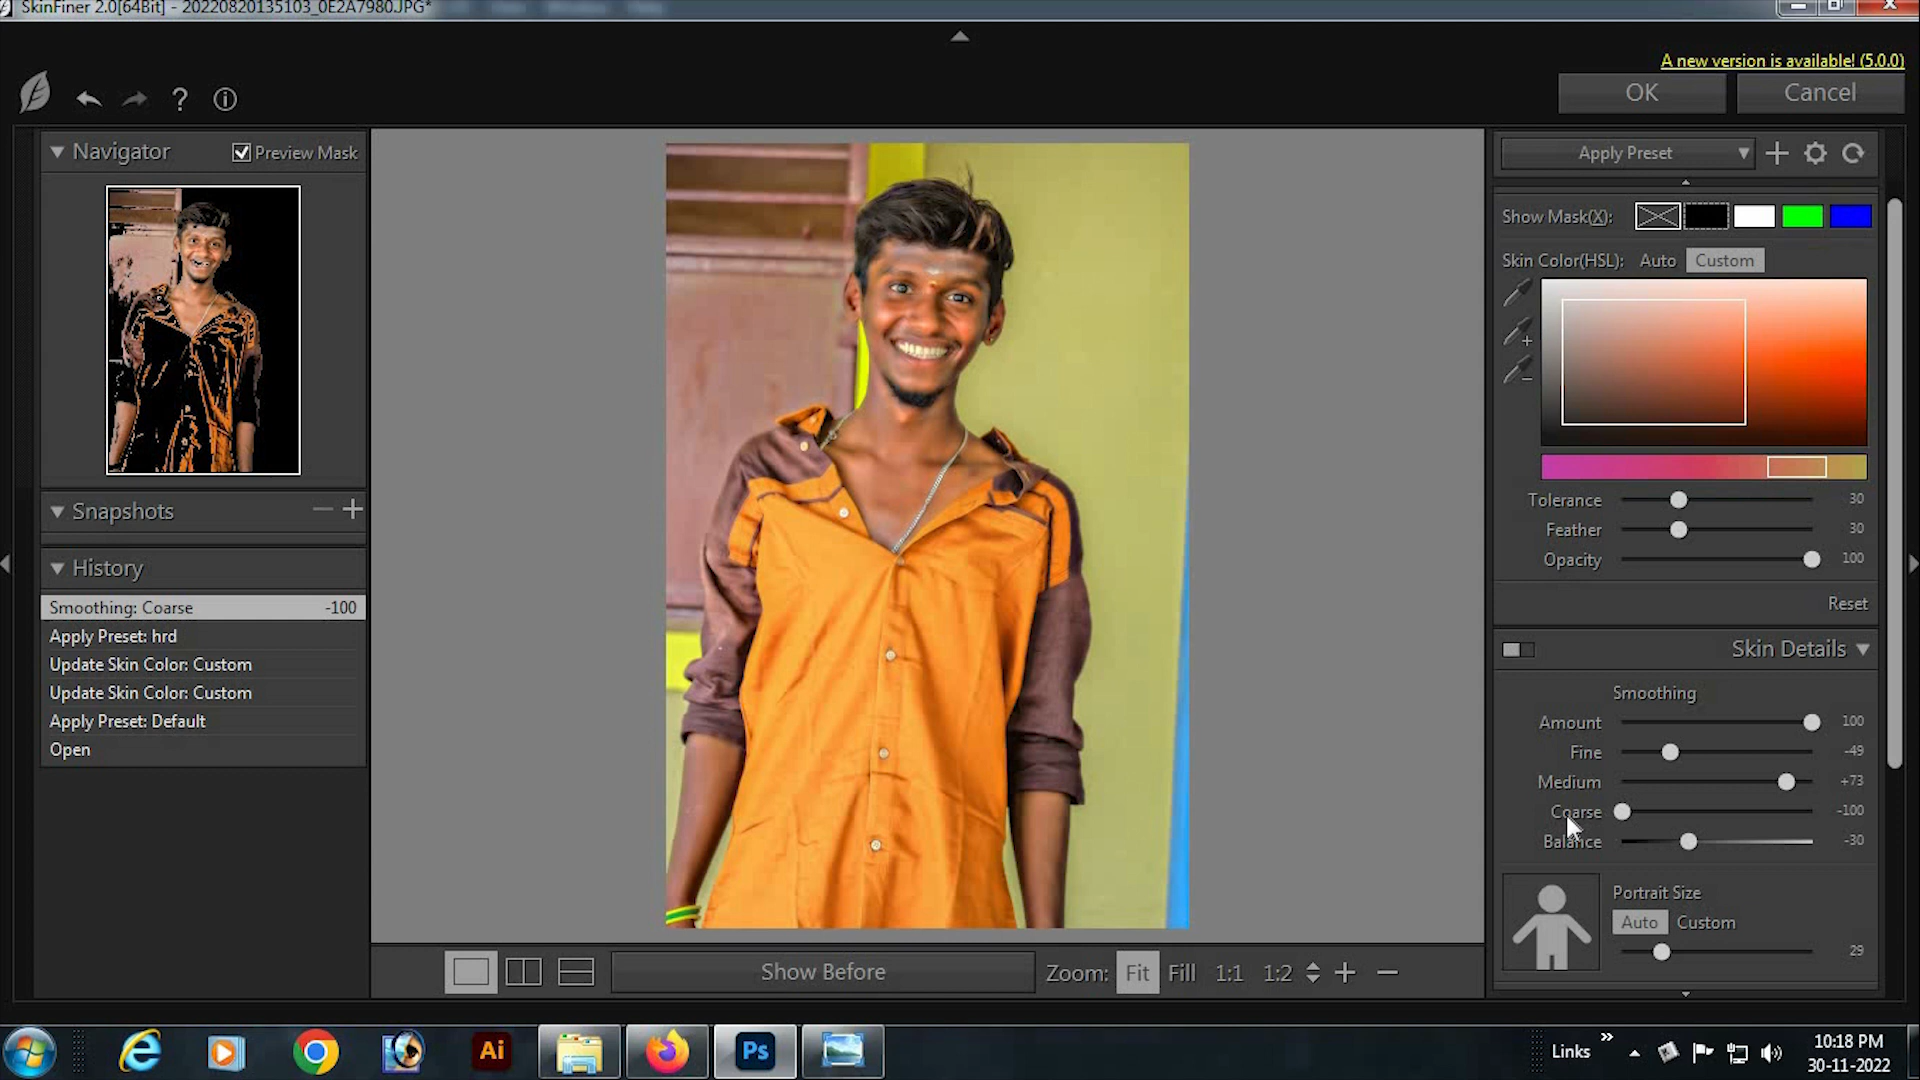 SkinFiner 2.0[64Bit] - 20220820135103_0E2A7980.JPG*
A new version is available! (5.0.0)
?
OK
Cancel
Navigator
Preview Mask
Snapshots
History
Smoothing: Coarse -100
Apply Preset: hrd
Update Skin Color: Custom
Update Skin Color: Custom
Apply Preset: Default
Open
Show Before
Zoom: Fit Fill 1:1 1:2
Apply Preset
Show Mask(X):
Skin Color(HSL): Auto Custom
Tolerance 30
Feather 30
Opacity 100
Reset
Skin Details
Smoothing
Amount 100
Fine -49
Medium +73
Coarse -100
Balance -30
Portrait Size
Auto Custom
29
Ai
Ps
Links
10:18 PM
30-11-2022